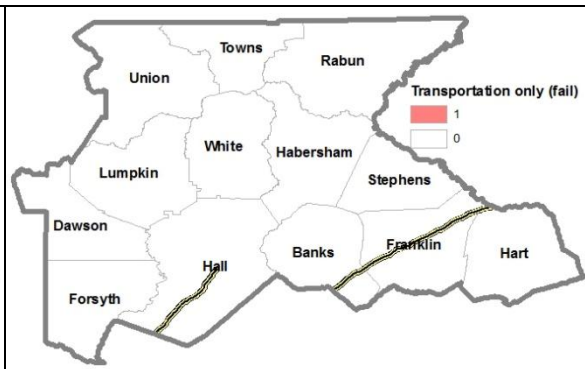 Towns
Union
Rabun
Transportation only (fail)
1
0
White
Habersham
Lumpkin
Stephens
Dawson
Hall
Banks
Franklin
Hart
Forsyth